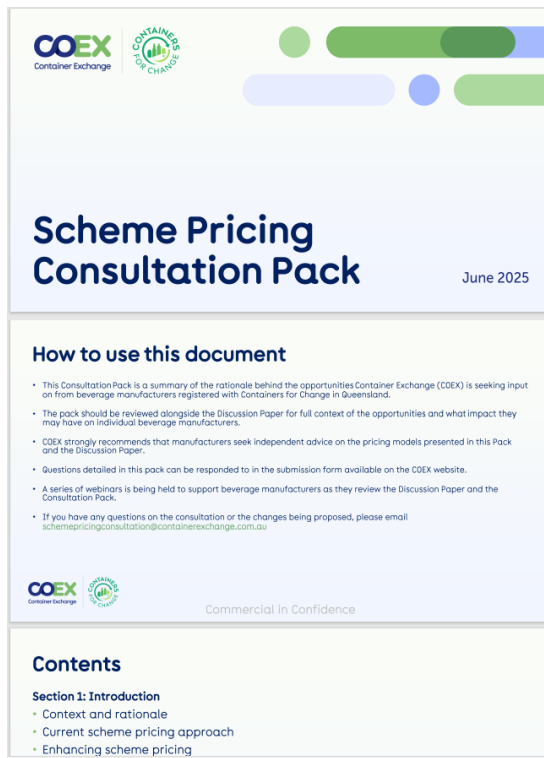 COEX
Container Exchange
CONTAINERS FOR CHANGE
Scheme Pricing
Consultation Pack
June 2025
How to use this document
• This Consultation Pack is a summary of the rationale behind the opportunities Container Exchange (COEX) is seeking input
on from beverage manufacturers registered with Containers for Change in Queensland.
• The pack should be reviewed alongside the Discussion Paper for full context of the opportunities and what impact they
may have on individual beverage manufacturers.
• COEX strongly recommends that manufacturers seek independent advice on the pricing models presented in this Pack
and the Discussion Paper.
• Questions detailed in this pack can be responded to in the submission form available on the COEX website.
• A series of webinars is being held to support beverage manufacturers as they review the Discussion Paper and the
Consultation Pack.
• If you have any questions on the consultation or the changes being proposed, please email
schemepricingconsultation@containerexchange.com.au
COEX
Container Exchange
CONTAINERS FOR CHANGE
Commercial in Confidence
Contents
Section 1: Introduction
• Context and rationale
• Current scheme pricing approach
• Enhancing scheme pricing